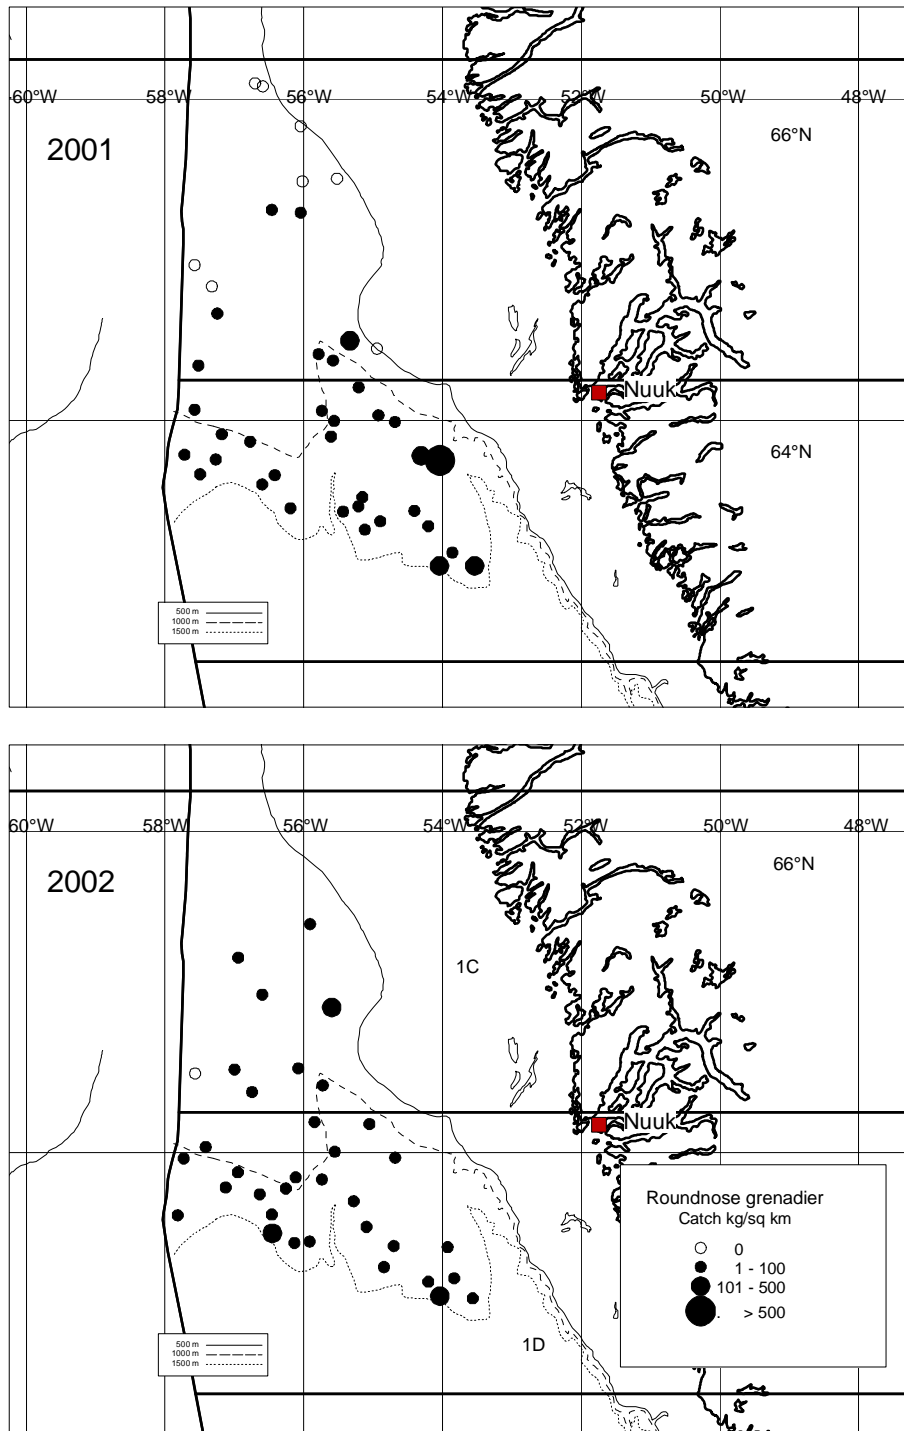 60°W 58°W 56°W 54°W 52°W 50°W 48°W
2001
66°N
Nuuk
64°N
500 m
1000 m
1500 m
60°W 58°W 56°W 54°W 52°W 50°W 48°W
66°N
2002
1C
Nuuk
Roundnose grenadier
Catch kg/sq km
0
1 - 100
101 - 500
. > 500
1D
500 m
1000 m
1500 m